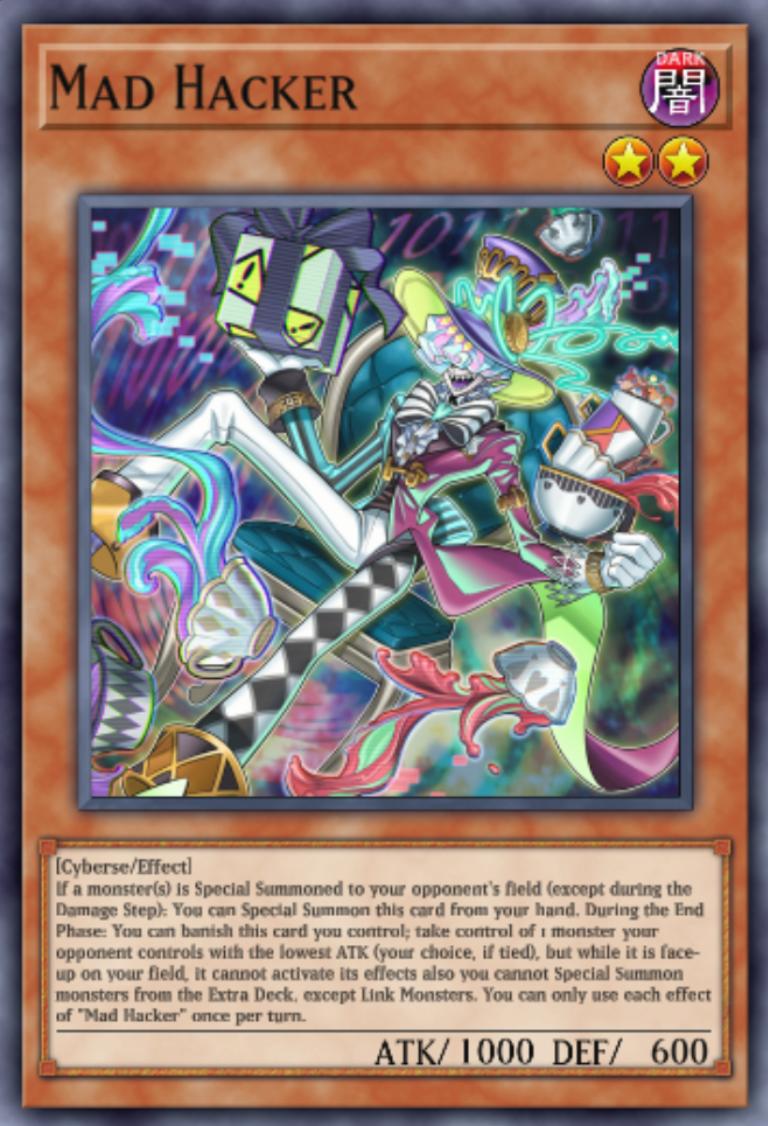 MAD HACKER
DARK
闇
1011 11
[Cyberse/Effect]
If a monster(s) is Special Summoned to your opponent's field (except during the
Damage Step): You can Special Summon this card from your hand. During the End
Phase: You can banish this card you control; take control of 1 monster your
opponent controls with the lowest ATK (your choice, if tied), but while it is face-
up on your field, it cannot activate its effects also you cannot Special Summon
monsters from the Extra Deck, except Link Monsters. You can only use each effect
of "Mad Hacker" once per turn.
ATK/ 1000 DEF/ 600